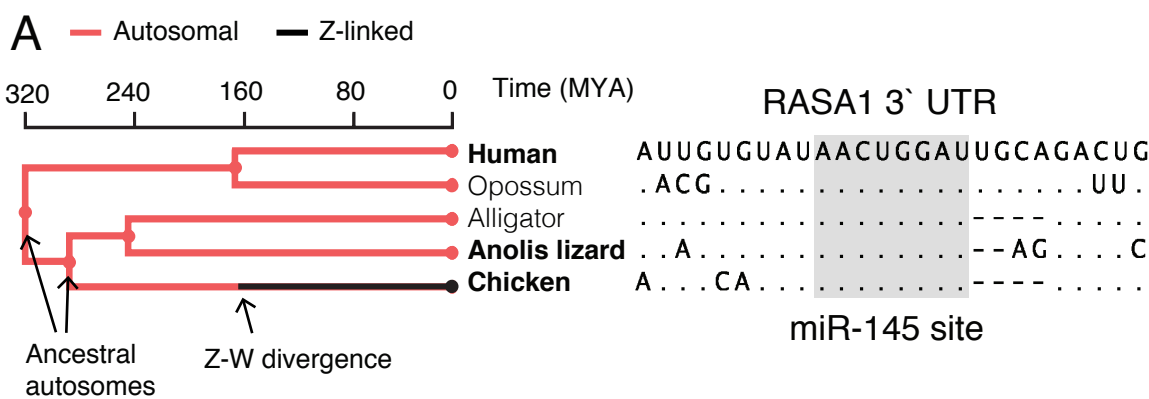 A
Autosomal
Z-linked
320 240 160 80 0 Time (MYA)
RASA1 3` UTR
Human AUUGUGUAUAACUGGAUUGCAGACUG
Opossum .ACG...................UU.
Alligator .................----.....
Anolis lizard ..A..............--AG....C
Chicken A...CA...........----.....
miR-145 site
Ancestral
autosomes
Z-W divergence